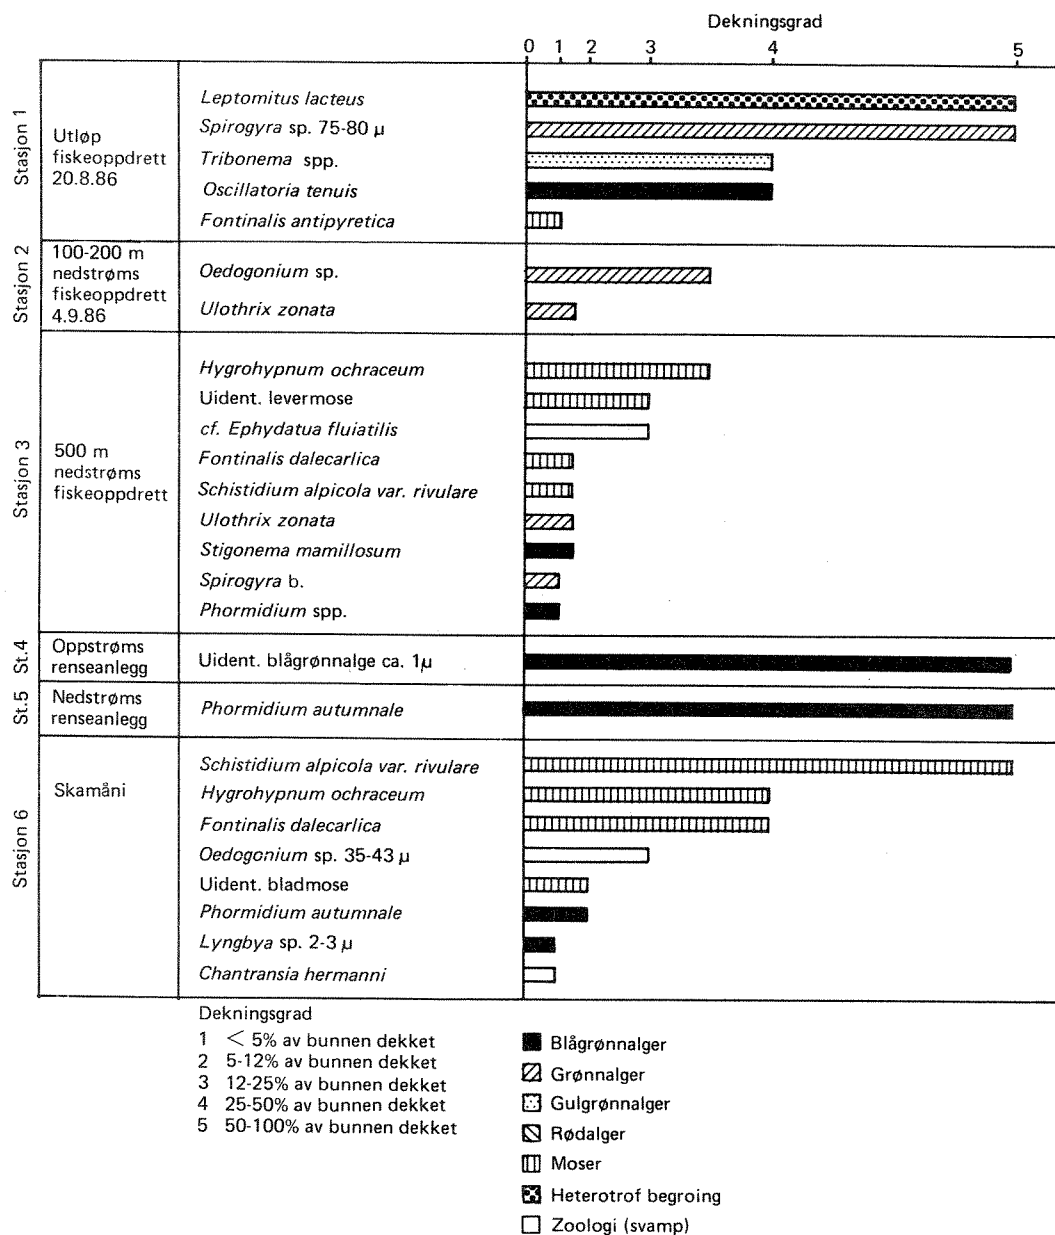 Dekningsgrad
0 1 2 3 4 5
Stasjon 1
Utløp
fiskeoppdrett
20.8.86
Leptomitus lacteus
Spirogyra sp. 75-80 µ
Tribonema spp.
Oscillatoria tenuis
Fontinalis antipyretica
Stasjon 2
100-200 m
nedstrøms
fiskeoppdrett
4.9.86
Oedogonium sp.
Ulothrix zonata
Stasjon 3
500 m
nedstrøms
fiskeoppdrett
Hygrohypnum ochraceum
Uident. levermose
cf. Ephydatua fluiatilis
Fontinalis dalecarlica
Schistidium alpicola var. rivulare
Ulothrix zonata
Stigonema mamillosum
Spirogyra b.
Phormidium spp.
St.4
Oppstrøms
renseanlegg
Uident. blågrønnalge ca. 1µ
St.5
Nedstrøms
renseanlegg
Phormidium autumnale
Stasjon 6
Skamåni
Schistidium alpicola var. rivulare
Hygrohypnum ochraceum
Fontinalis dalecarlica
Oedogonium sp. 35-43 µ
Uident. bladmose
Phormidium autumnale
Lyngbya sp. 2-3 µ
Chantransia hermanni
Dekningsgrad
1 < 5% av bunnen dekket
2 5-12% av bunnen dekket
3 12-25% av bunnen dekket
4 25-50% av bunnen dekket
5 50-100% av bunnen dekket
Blågrønnalger
Grønnalger
Gulgrønnalger
Rødalger
Moser
Heterotrof begroing
Zoologi (svamp)